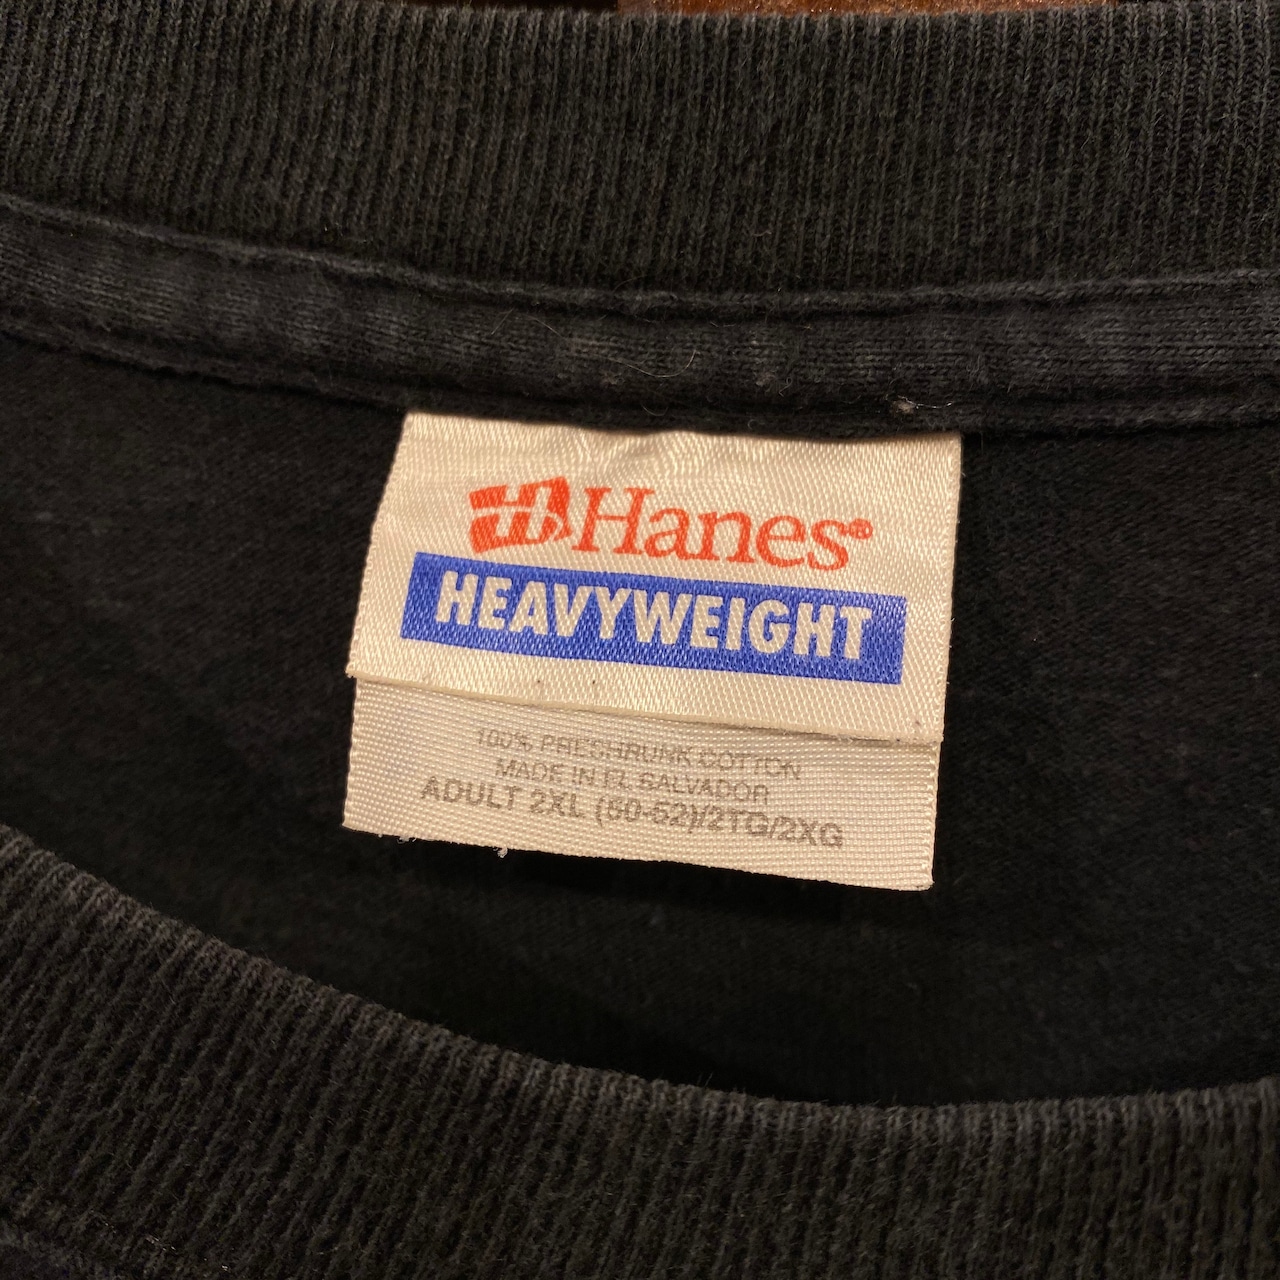 H Hanes®
HEAVYWEIGHT
100% PRESHRUNK COTTON
MADE IN EL SALVADOR
ADULT 2XL (50-52)/2TG/2XG